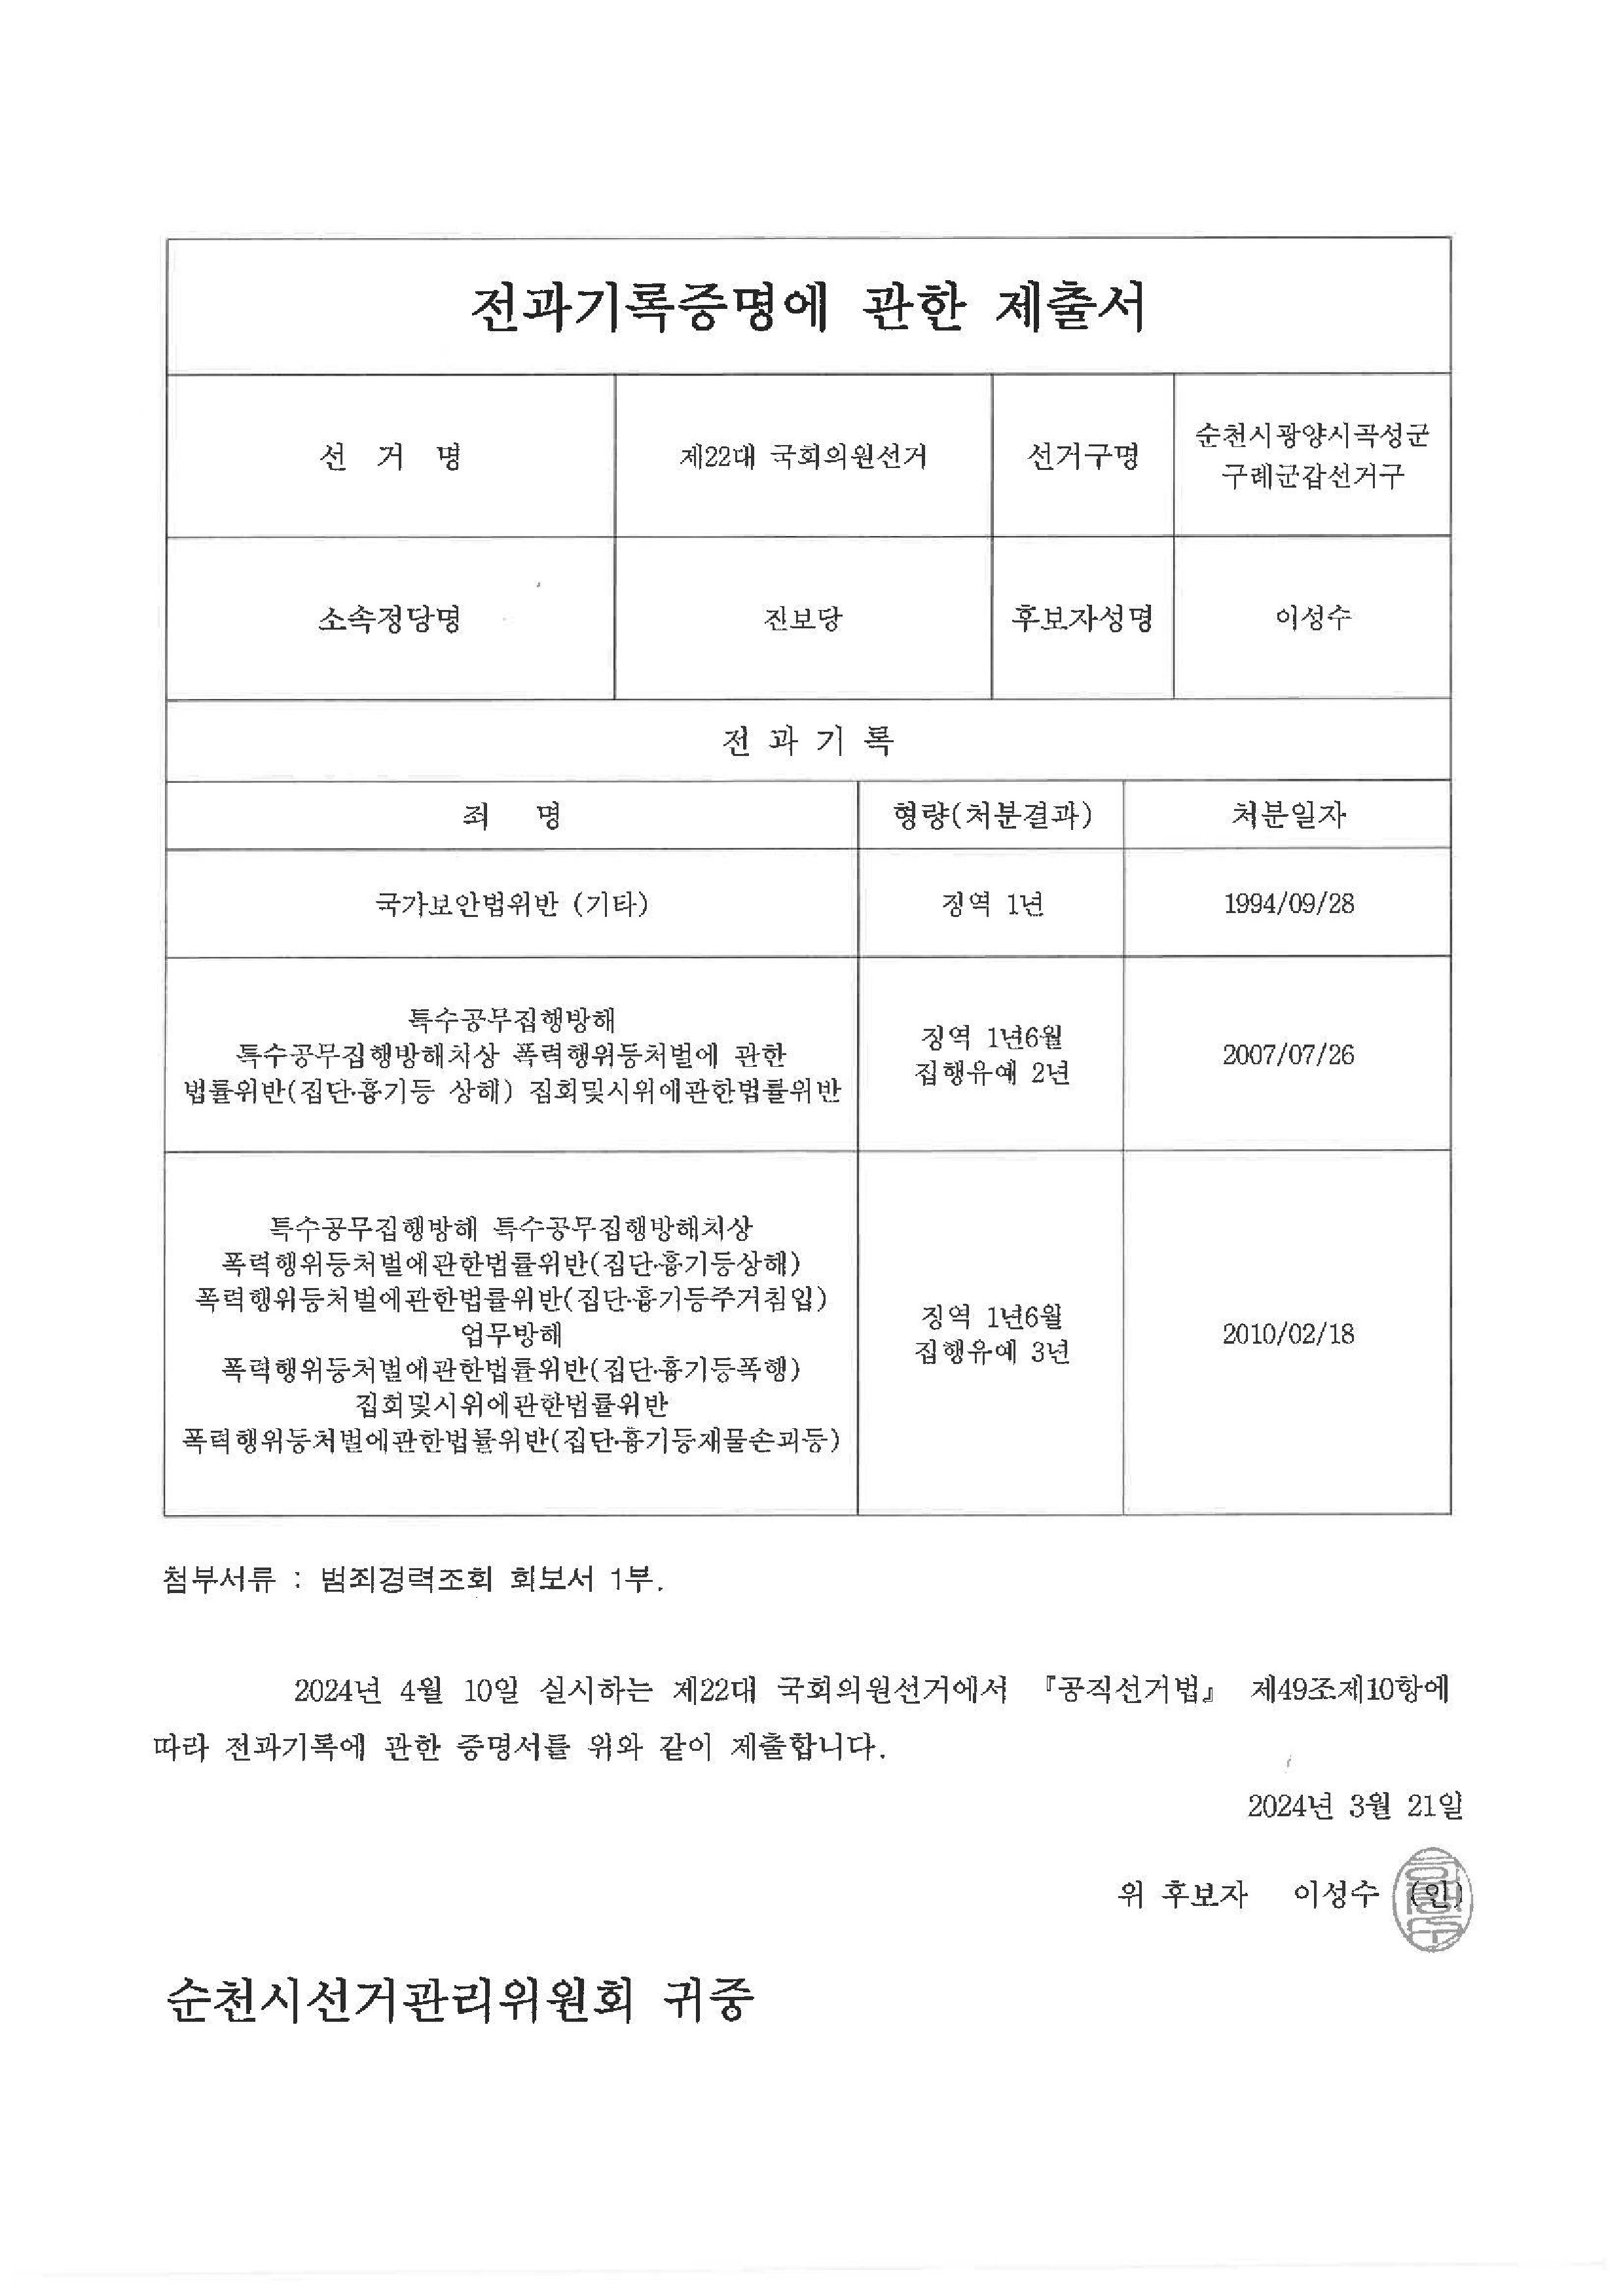 전과기록증명에 관한 제출서
선 거 명
제22대 국회의원선거
선거구명
순천시광양시곡성군
구례군갑선거구
소속정당명
진보당
후보자성명
이성수
전 과 기 록
죄 명
형량(처분결과)
처분일자
국가보안법위반 (기타)
징역 1년
1994/09/28
특수공무집행방해
특수공무집행방해치상 폭력행위등처벌에 관한
법률위반(집단·흉기등 상해) 집회및시위에관한법률위반
징역 1년6월
집행유예 2년
2007/07/26
특수공무집행방해 특수공무집행방해치상
폭력행위등처벌에관한법률위반(집단·흉기등상해)
폭력행위등처벌에관한법률위반(집단·흉기등주거침입)
업무방해
폭력행위등처벌에관한법률위반(집단·흉기등폭행)
집회및시위에관한법률위반
폭력행위등처벌에관한법률위반(집단·흉기등재물손괴등)
징역 1년6월
집행유예 3년
2010/02/18
첨부서류 : 범죄경력조회 회보서 1부.
2024년 4월 10일 실시하는 제22대 국회의원선거에서 『공직선거법』 제49조제10항에
따라 전과기록에 관한 증명서를 위와 같이 제출합니다.
2024년 3월 21일
위 후보자 이성수 (인)
순천시선거관리위원회 귀중